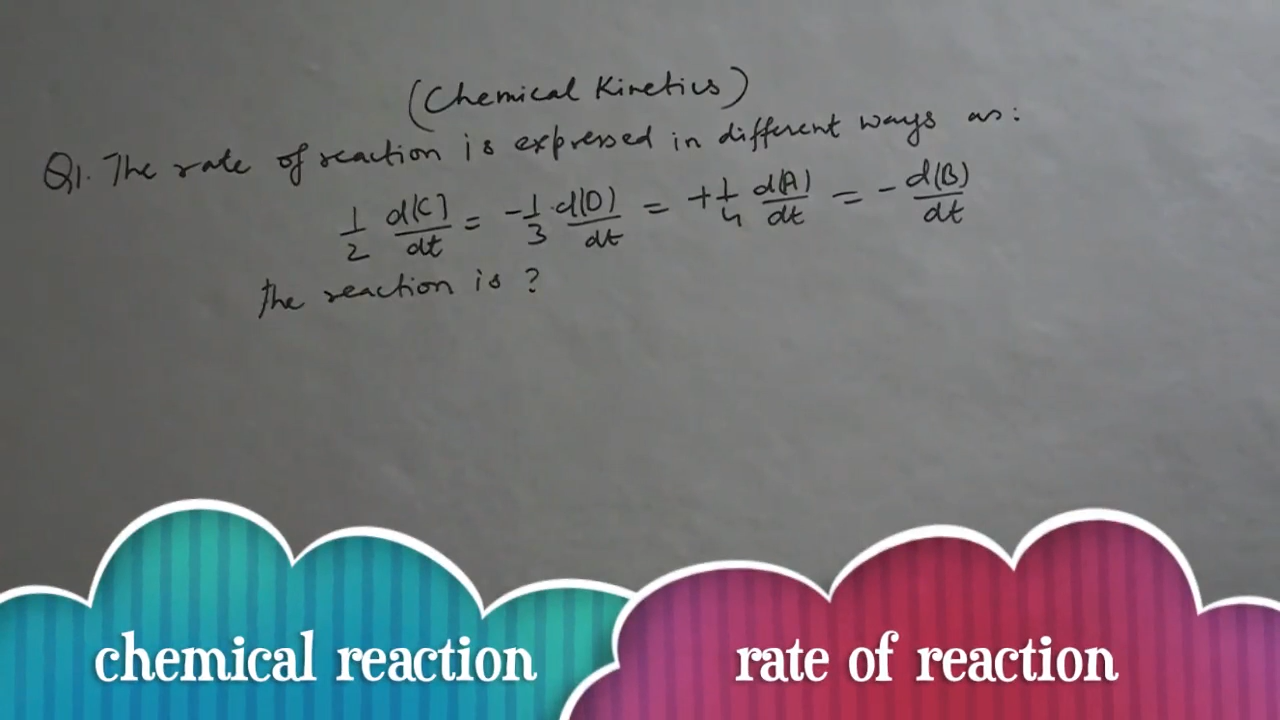 (Chemical Kinetics)
Q1. The rate of reaction is expressed in different ways as:
1/2 d[C]/dt = -1/3 d[D]/dt = +1/4 d[A]/dt = - d[B]/dt
the reaction is ?
chemical reaction
rate of reaction